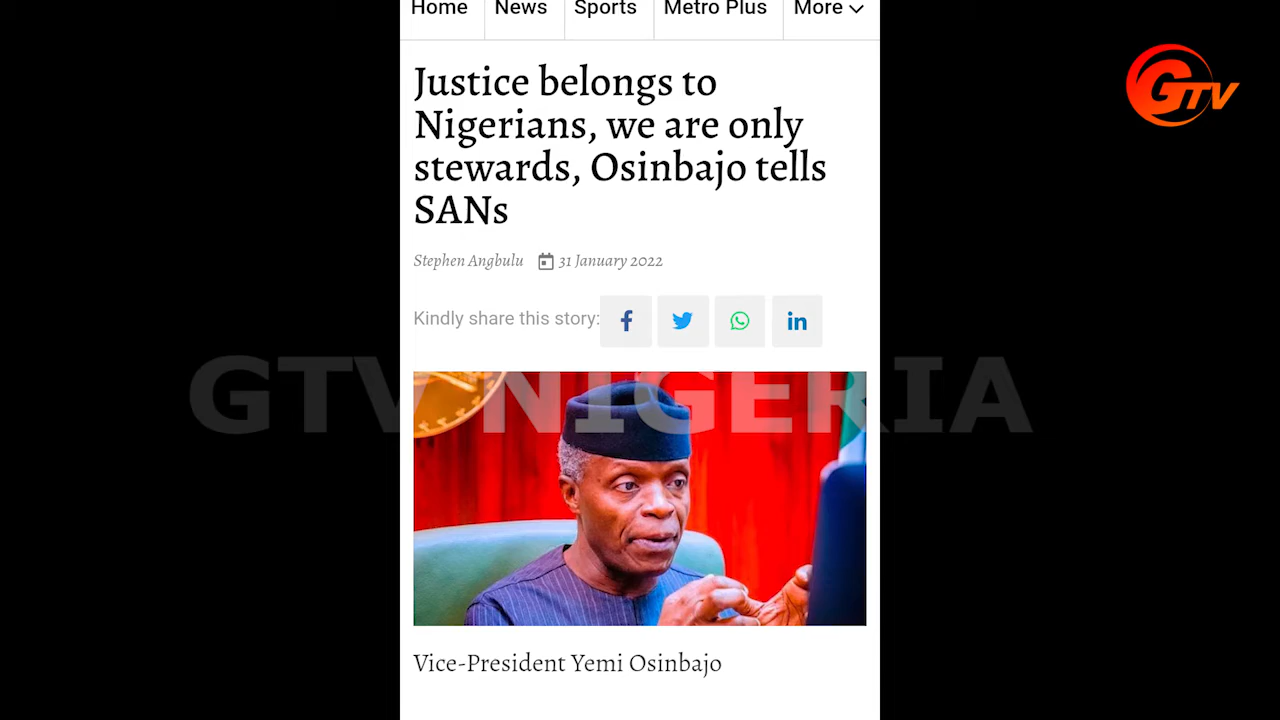 Home News Sports Metro Plus More
GTV
Justice belongs to
Nigerians, we are only
stewards, Osinbajo tells
SANs
Stephen Angbulu 31 January 2022
Kindly share this story:
GTV NIGERIA
Vice-President Yemi Osinbajo